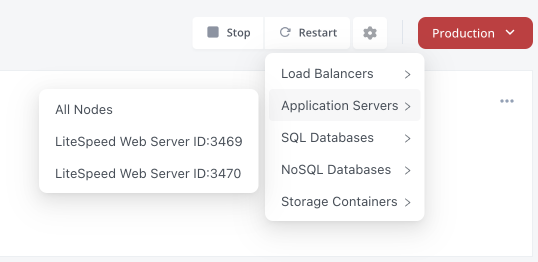 Stop
Restart
Production
Load Balancers
Application Servers
SQL Databases
NoSQL Databases
Storage Containers
All Nodes
LiteSpeed Web Server ID:3469
LiteSpeed Web Server ID:3470